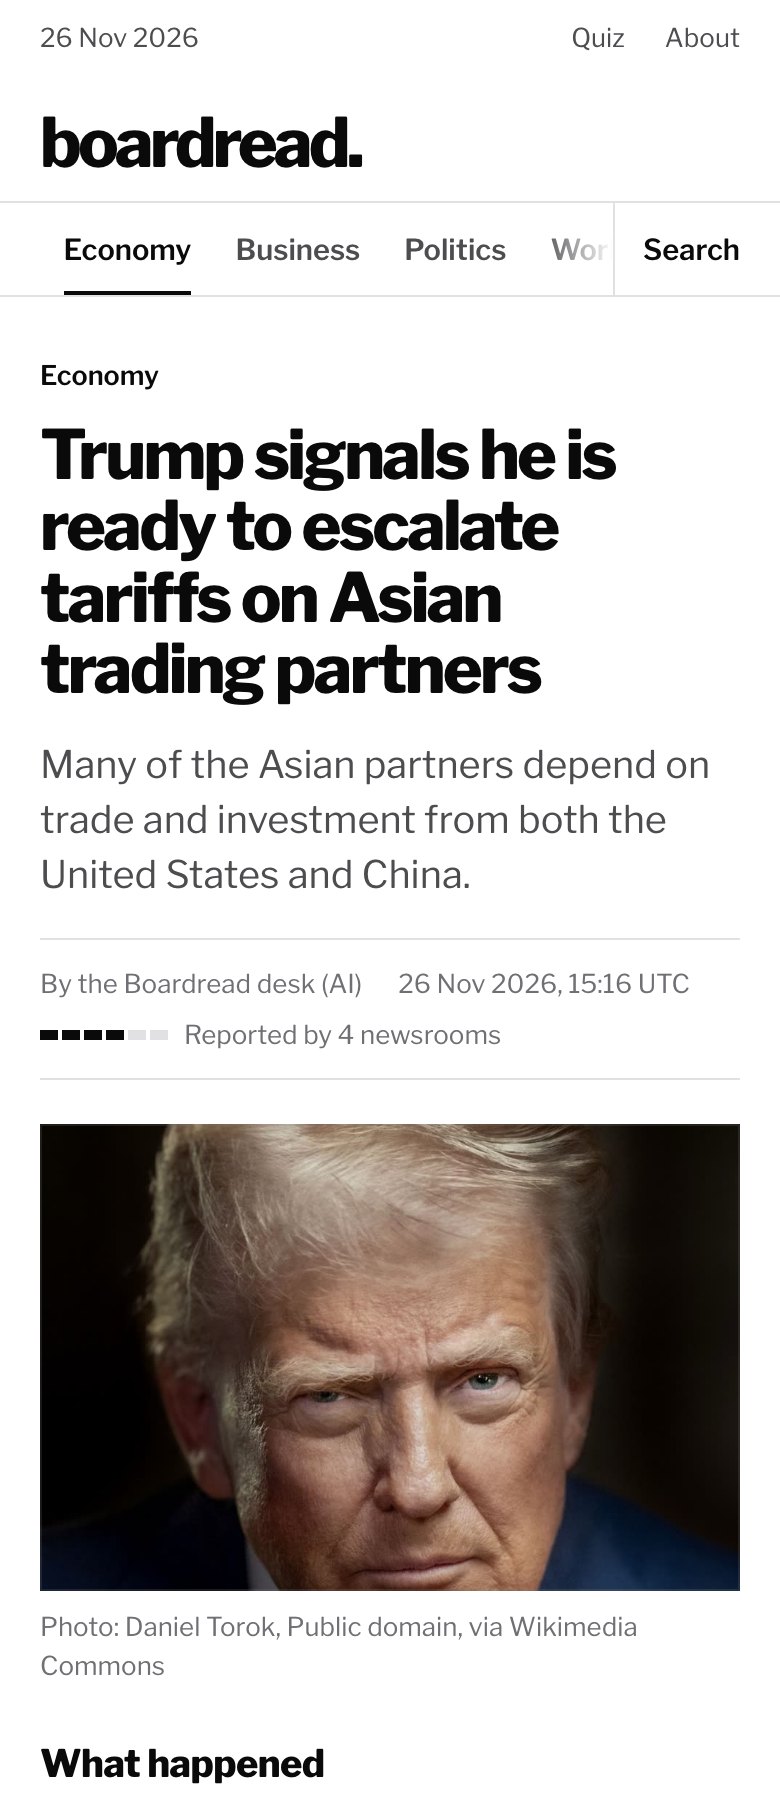 26 Nov 2026 Quiz About
boardread.
Economy Business Politics Search
Economy
Trump signals he is
ready to escalate
tariffs on Asian
trading partners
Many of the Asian partners depend on
trade and investment from both the
United States and China.
By the Boardread desk (AI) 26 Nov 2026, 15:16 UTC
Reported by 4 newsrooms
Photo: Daniel Torok, Public domain, via Wikimedia
Commons
What happened